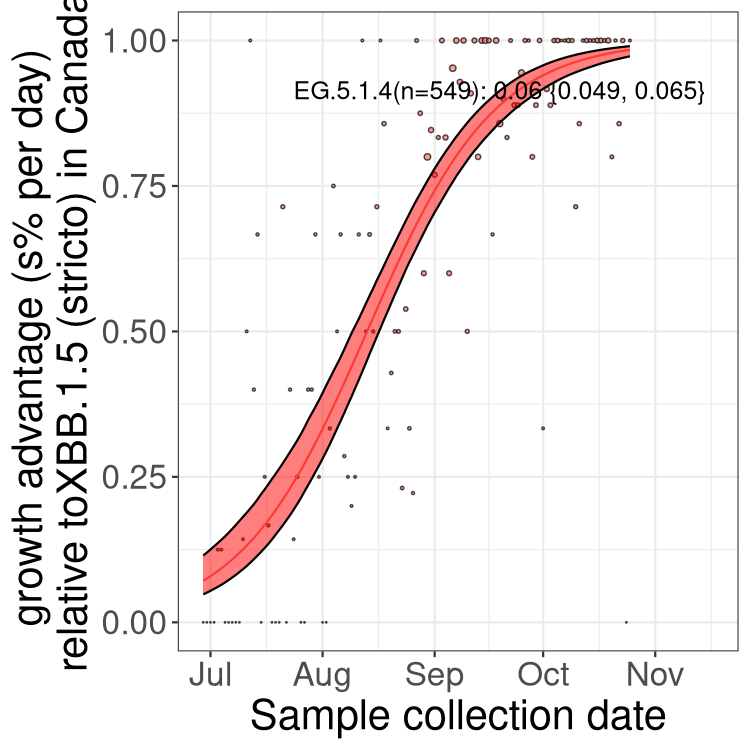 growth advantage (s% per day)
relative toXBB.1.5 (stricto) in Canada
1.00
0.75
0.50
0.25
0.00
EG.5.1.4(n=549): 0.06 {0.049, 0.065}
Jul Aug Sep Oct Nov
Sample collection date